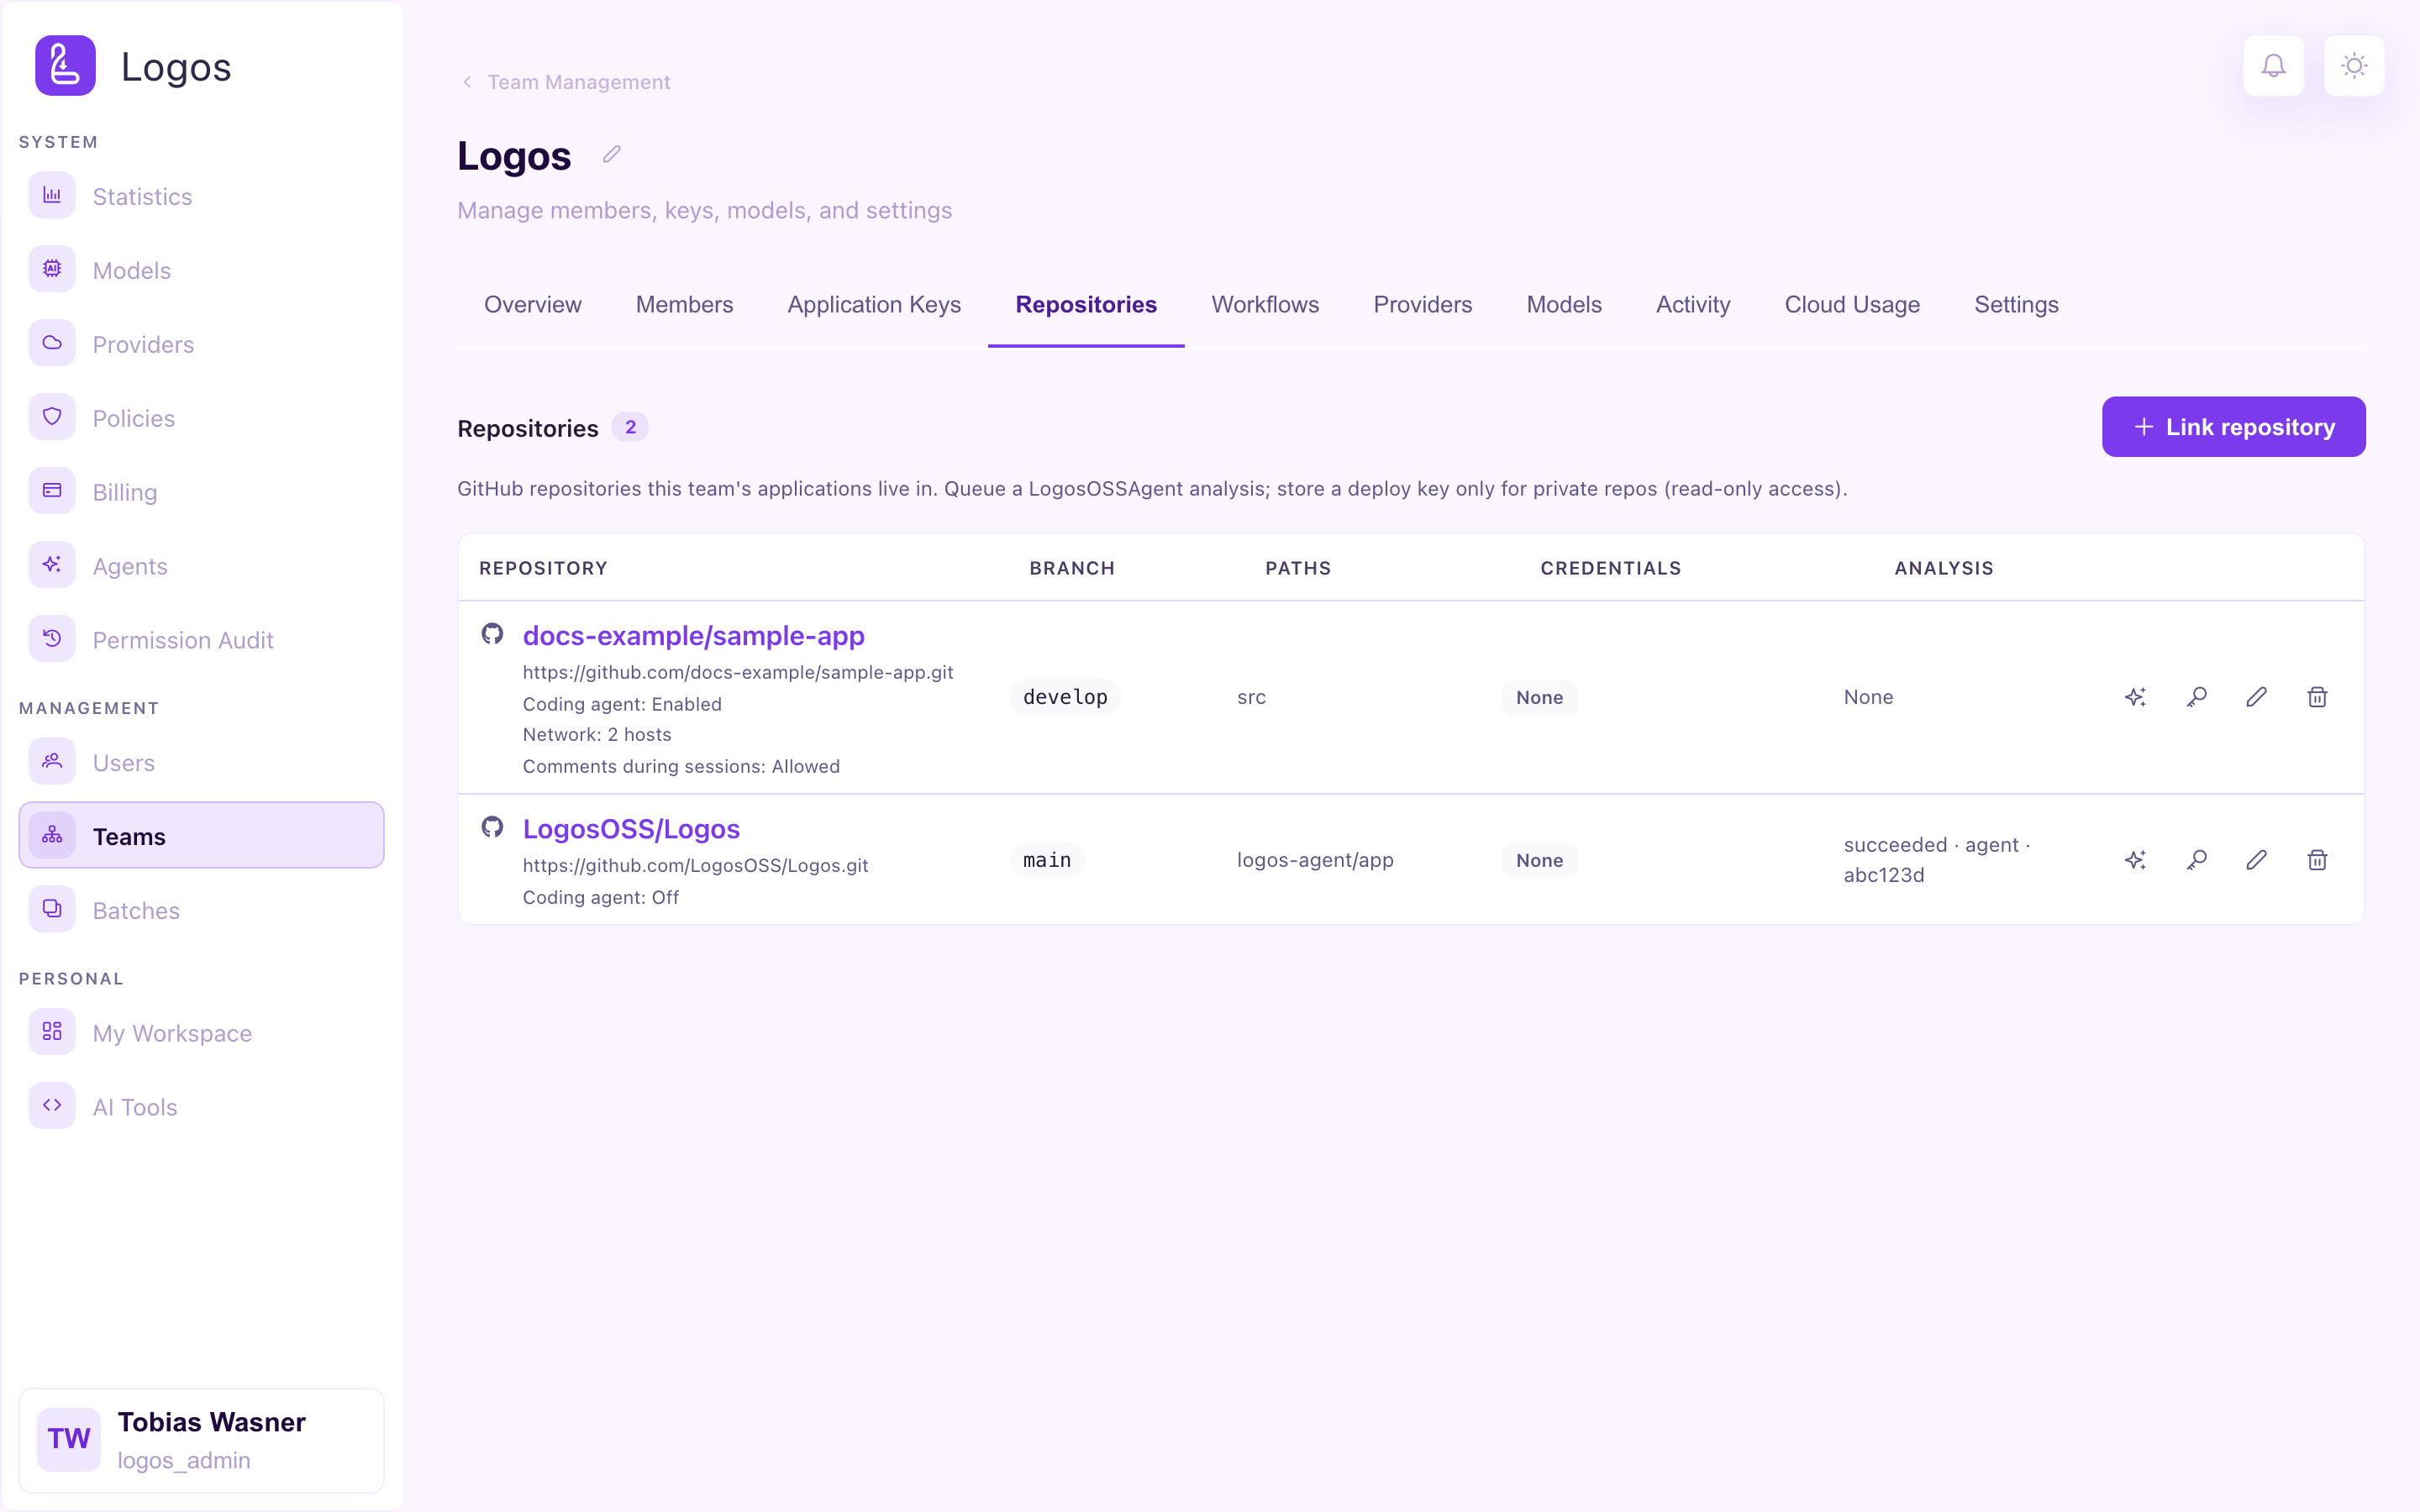 Logos
SYSTEM
Statistics
Models
Providers
Policies
Billing
Agents
Permission Audit
MANAGEMENT
Users
Teams
Batches
PERSONAL
My Workspace
AI Tools
TW
Tobias Wasner
logos_admin
Team Management
Logos
Manage members, keys, models, and settings
Overview Members Application Keys Repositories Workflows Providers Models Activity Cloud Usage Settings
Repositories 2
Link repository
GitHub repositories this team's applications live in. Queue a LogosOSSAgent analysis; store a deploy key only for private repos (read-only access).
REPOSITORY BRANCH PATHS CREDENTIALS ANALYSIS
docs-example/sample-app
https://github.com/docs-example/sample-app.git
Coding agent: Enabled
Network: 2 hosts
Comments during sessions: Allowed
develop src None None
LogosOSS/Logos
https://github.com/LogosOSS/Logos.git
Coding agent: Off
main logos-agent/app None
succeeded · agent ·
abc123d